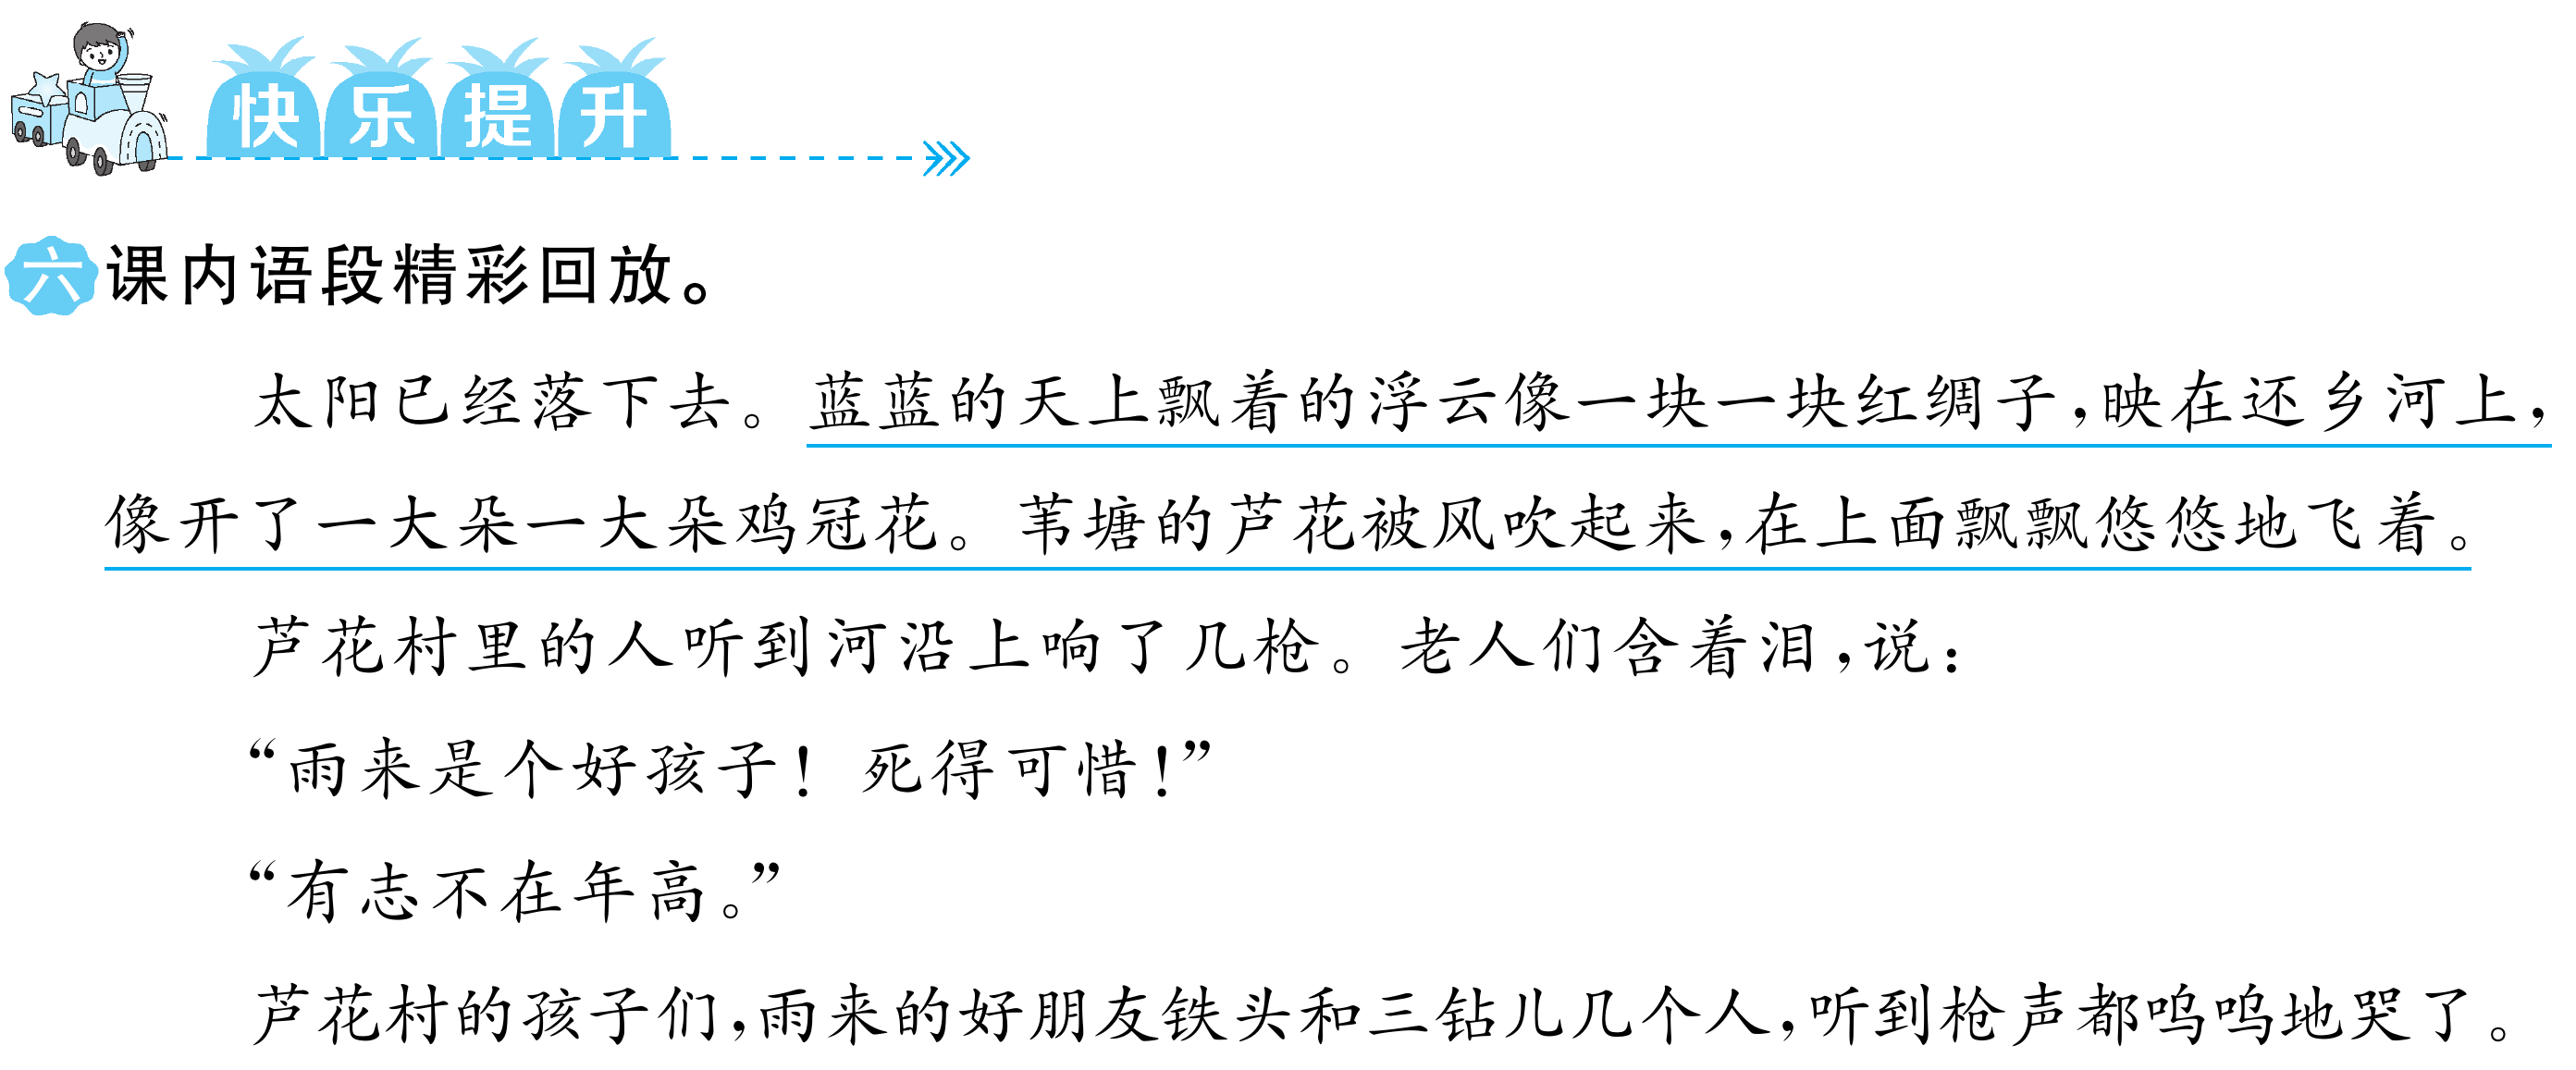 快乐提升
六 课内语段精彩回放。
太阳已经落下去。蓝蓝的天上飘着的浮云像一块一块红绸子,映在还乡河上,
像开了一大朵一大朵鸡冠花。苇塘的芦花被风吹起来,在上面飘飘悠悠地飞着。
芦花村里的人听到河沿上响了几枪。老人们含着泪,说:
“雨来是个好孩子!死得可惜!”
“有志不在年高。”
芦花村的孩子们,雨来的好朋友铁头和三钻儿几个人,听到枪声都呜呜地哭了。